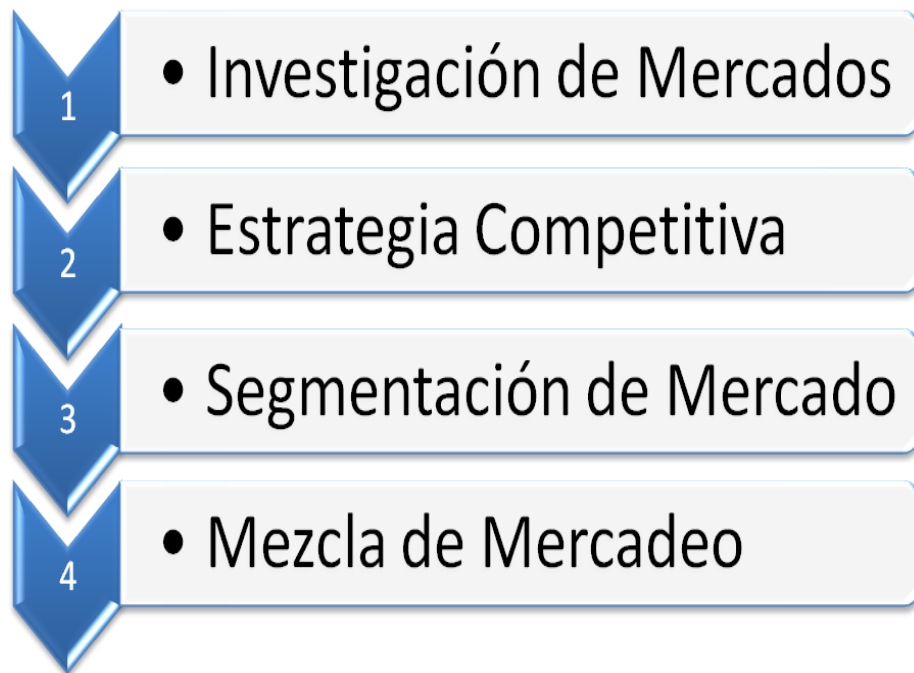 1
• Investigación de Mercados
2
• Estrategia Competitiva
3
• Segmentación de Mercado
4
• Mezcla de Mercadeo